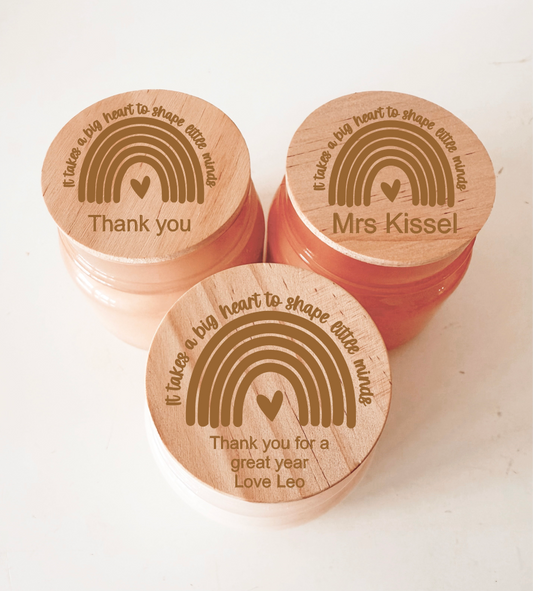 It takes a big heart to shape little minds
Thank you
It takes a big heart to shape little minds
Mrs Kissel
It takes a big heart to shape little minds
Thank you for a
great year
Love Leo